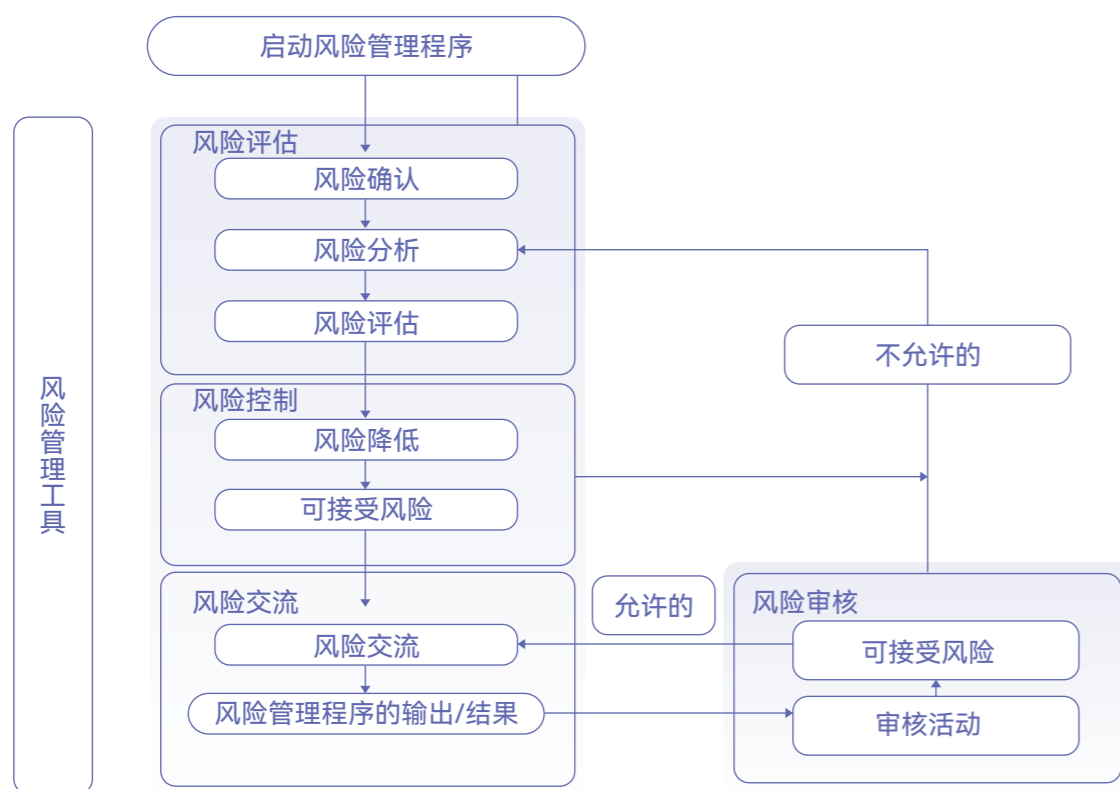 启动风险管理程序
风险管理工具
风险评估
风险确认
风险分析
风险评估
不允许的
风险控制
风险降低
可接受风险
风险交流
风险交流
风险管理程序的输出/结果
允许的
风险审核
可接受风险
审核活动